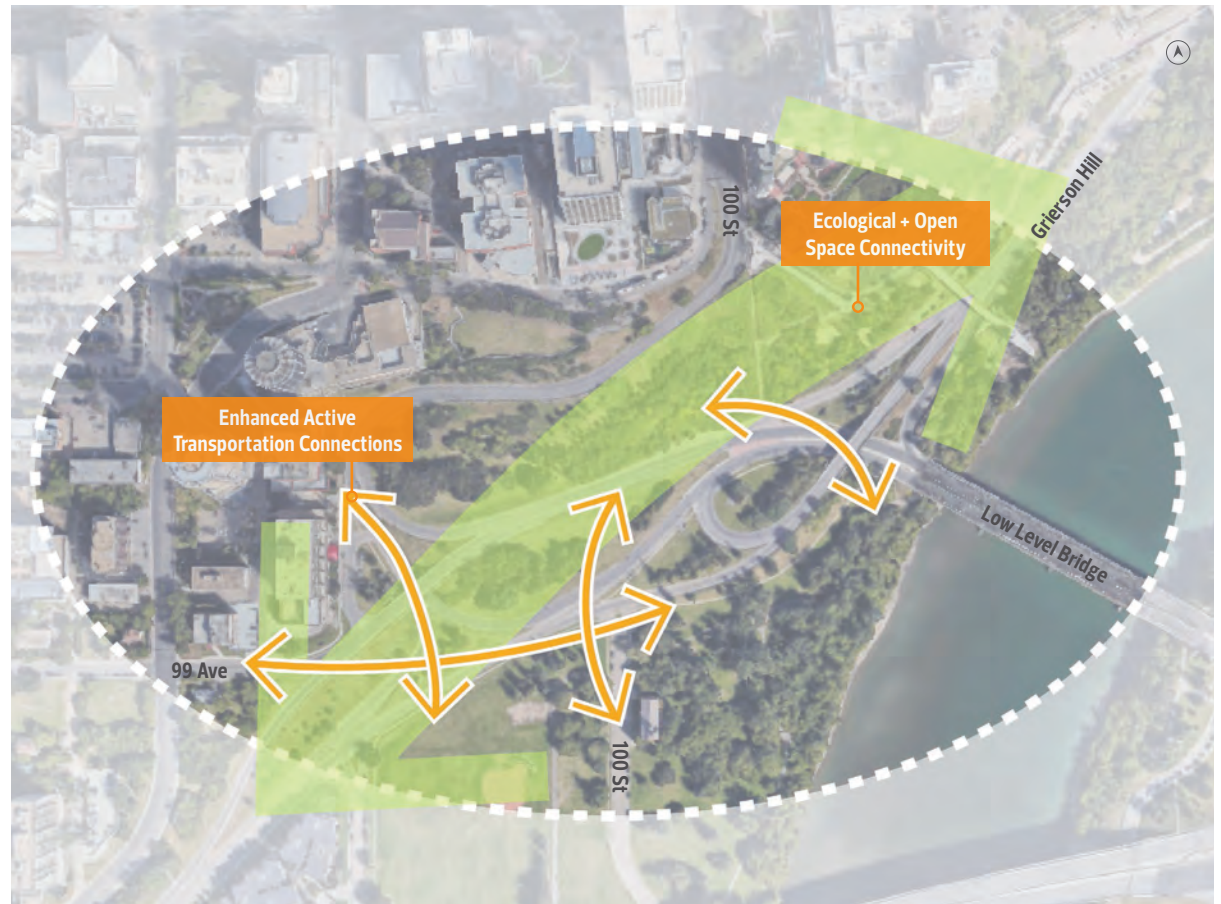 100 St
Grierson Hill
Ecological + Open
Space Connectivity
Enhanced Active
Transportation Connections
Low Level Bridge
99 Ave
100 St